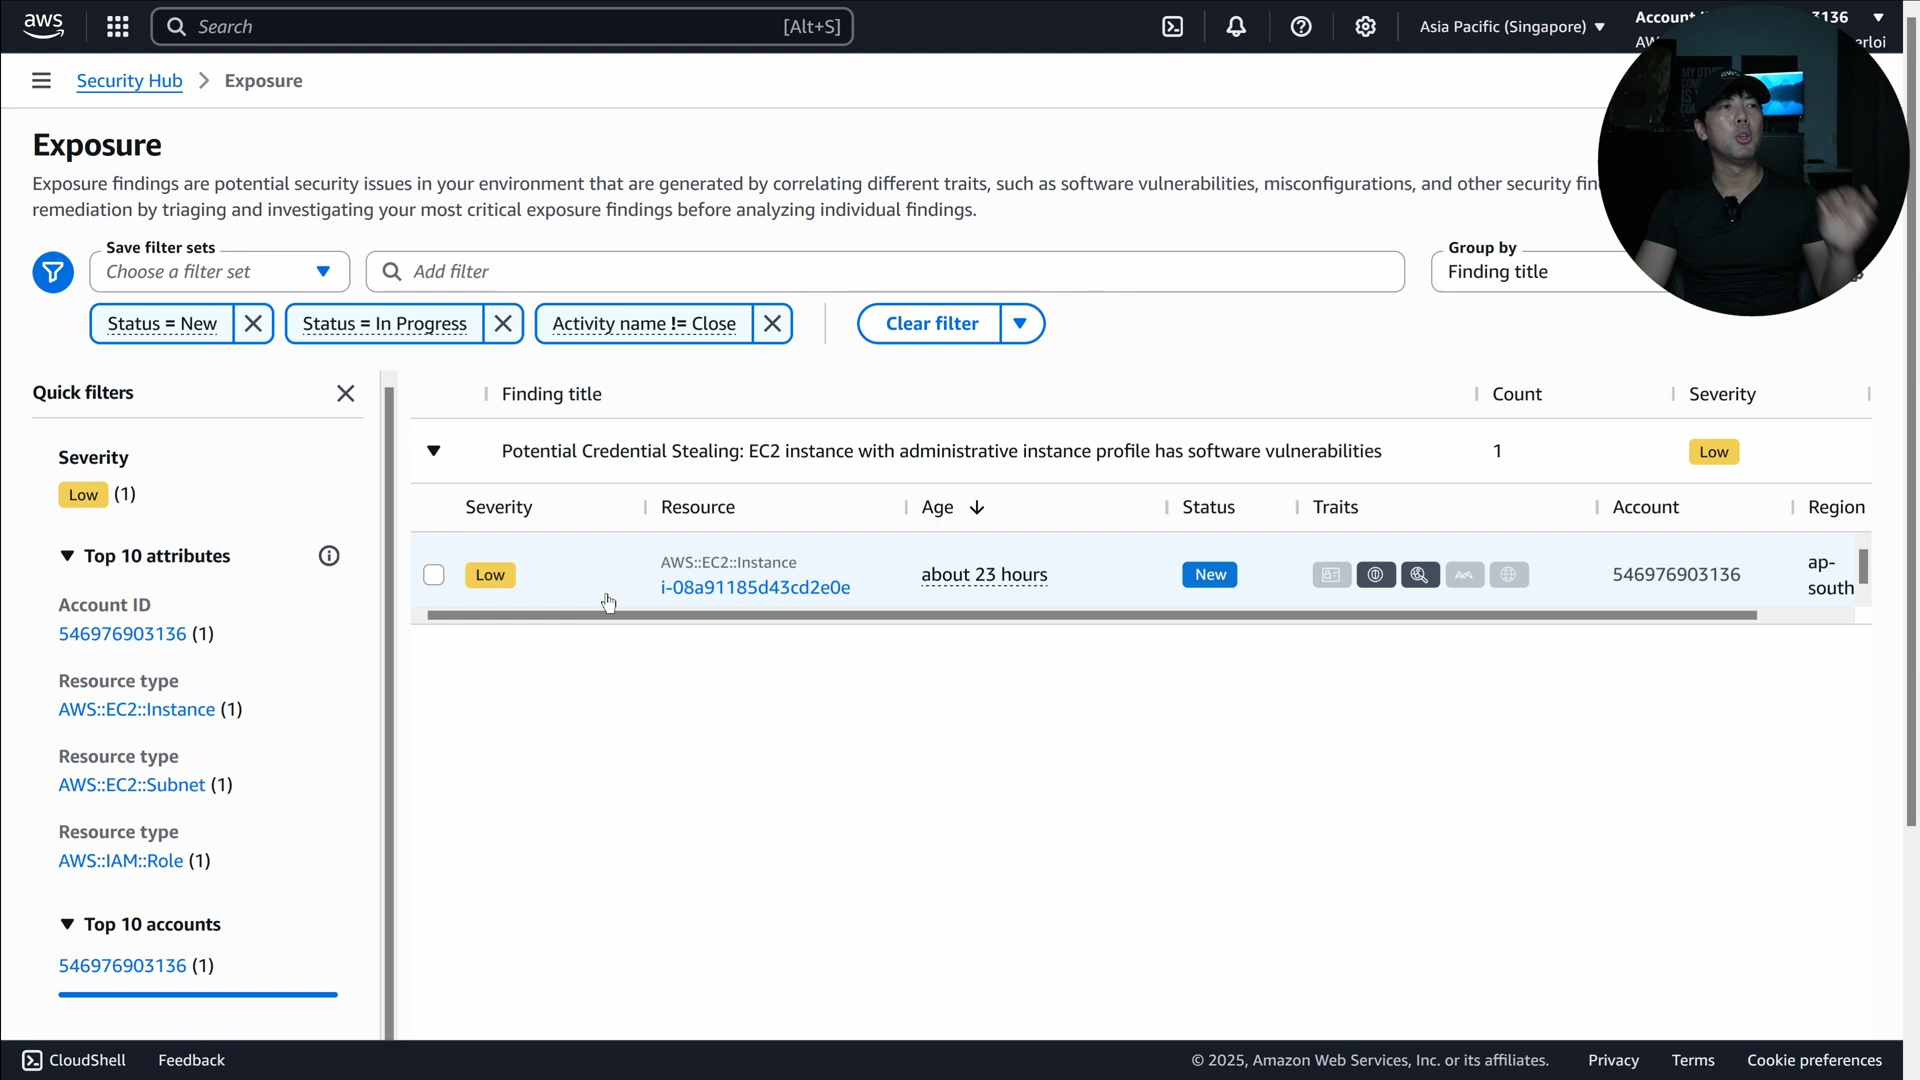 aws
Search
[Alt+S]
Asia Pacific (Singapore)
Account
3136
erloi
Security Hub
Exposure
Exposure
Exposure findings are potential security issues in your environment that are generated by correlating different traits, such as software vulnerabilities, misconfigurations, and other security
remediation by triaging and investigating your most critical exposure findings before analyzing individual findings.
Save filter sets
Choose a filter set
Add filter
Group by
Finding title
Status = New
Status = In Progress
Activity name != Close
Clear filter
Quick filters
Severity
Low (1)
Top 10 attributes
Account ID
546976903136 (1)
Resource type
AWS::EC2::Instance (1)
Resource type
AWS::EC2::Subnet (1)
Resource type
AWS::IAM::Role (1)
Top 10 accounts
546976903136 (1)
Finding title
Count
Severity
Potential Credential Stealing: EC2 instance with administrative instance profile has software vulnerabilities
1
Low
Severity
Resource
Age
Status
Traits
Account
Region
Low
AWS::EC2::Instance
i-08a91185d43cd2e0e
about 23 hours
New
546976903136
ap-
south
CloudShell
Feedback
© 2025, Amazon Web Services, Inc. or its affiliates.
Privacy
Terms
Cookie preferences